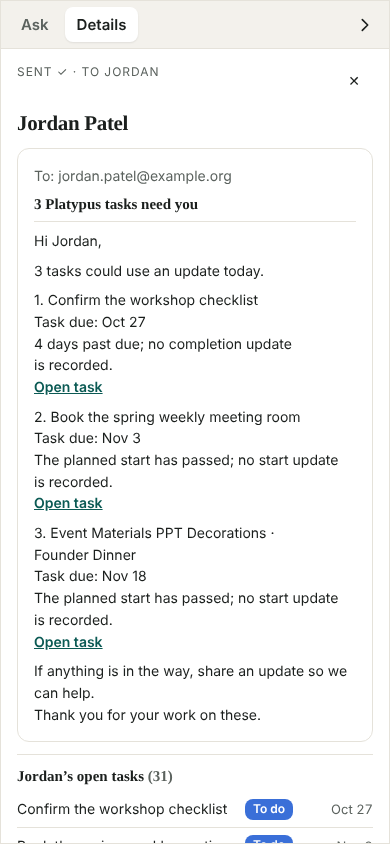 Ask Details
SENT ✓ · TO JORDAN
Jordan Patel
To: jordan.patel@example.org
3 Platypus tasks need you
Hi Jordan,
3 tasks could use an update today.
1. Confirm the workshop checklist
Task due: Oct 27
4 days past due; no completion update
is recorded.
Open task
2. Book the spring weekly meeting room
Task due: Nov 3
The planned start has passed; no start update
is recorded.
Open task
3. Event Materials PPT Decorations ·
Founder Dinner
Task due: Nov 18
The planned start has passed; no start update
is recorded.
Open task
If anything is in the way, share an update so we
can help.
Thank you for your work on these.
Jordan’s open tasks (31)
Confirm the workshop checklist To do Oct 27